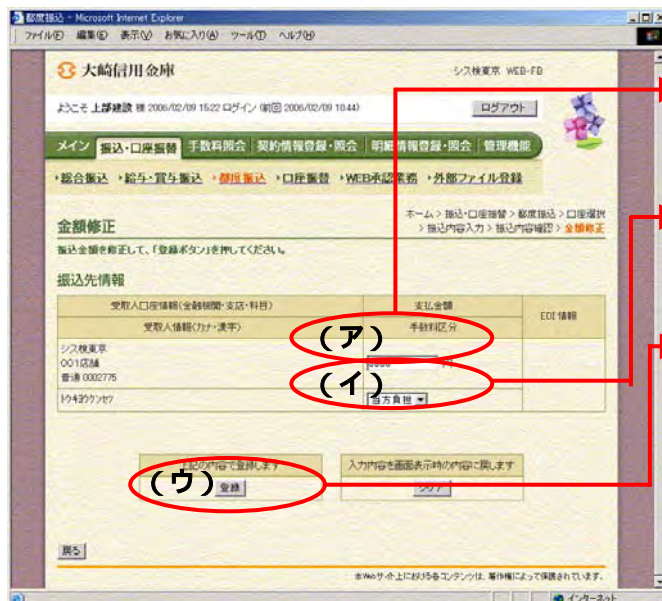 都度振込 - Microsoft Internet Explorer
ファイル(F) 編集(E) 表示(V) お気に入り(A) ツール(T) ヘルプ(H)
大崎信用金庫
シス検東京 WEB-FB
ようこそ 上部建設 様 2006/02/09 15:22 ログイン (前回 2006/02/09 10:44)
ログアウト
メイン 振込・口座振替 手数料照会 契約情報登録・照会 明細情報登録・照会 管理機能
総合振込 給与・賞与振込 都度振込 口座振替 WEB承認業務 外部ファイル登録
金額修正
ホーム > 振込・口座振替 > 都度振込 > 口座選択
> 振込内容入力 > 振込内容確認 > 金額修正
振込金額を修正して、「登録ボタン」を押してください。
振込先情報
受取人口座情報(金融機関・支店・科目) 支払金額 EDI情報
受取人情報(カナ・漢字) 手数料区分
(ア)
シス検東京
001店舗
普通 0002775
円
(イ)
トウキヨウケンセツ
当方負担
上記の内容で登録します 入力内容を画面表示時の内容に戻します
(ウ)
登録 クリア
戻る
本Webサイト上における各コンテンツは、著作権によって保護されています。
インターネット